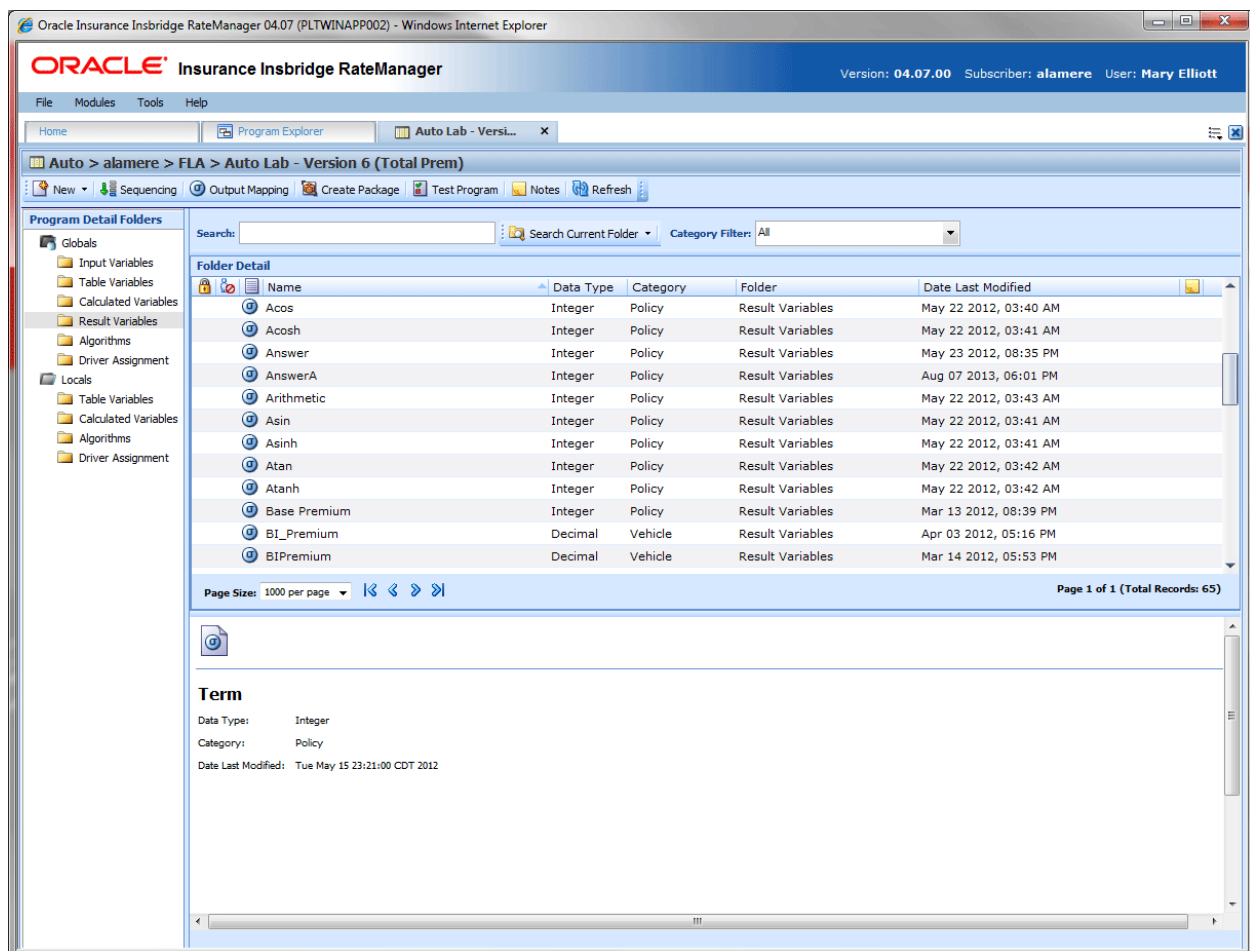 Oracle Insurance Insbridge RateManager 04.07 (PLTWINAPP002) - Windows Internet Explorer
ORACLE' Insurance Insbridge RateManager
Version: 04.07.00 Subscriber: alamere User: Mary Elliott
File Modules Tools Help
Home Program Explorer Auto Lab - Versi...
Auto > alamere > FLA > Auto Lab - Version 6 (Total Prem)
New Sequencing Output Mapping Create Package Test Program Notes Refresh
Program Detail Folders
Globals
Input Variables
Table Variables
Calculated Variables
Result Variables
Algorithms
Driver Assignment
Locals
Table Variables
Calculated Variables
Algorithms
Driver Assignment
Search: Search Current Folder Category Filter: All
Folder Detail
Name Data Type Category Folder Date Last Modified
Acos Integer Policy Result Variables May 22 2012, 03:40 AM
Acosh Integer Policy Result Variables May 22 2012, 03:41 AM
Answer Integer Policy Result Variables May 23 2012, 08:35 PM
AnswerA Integer Policy Result Variables Aug 07 2013, 06:01 PM
Arithmetic Integer Policy Result Variables May 22 2012, 03:43 AM
Asin Integer Policy Result Variables May 22 2012, 03:41 AM
Asinh Integer Policy Result Variables May 22 2012, 03:41 AM
Atan Integer Policy Result Variables May 22 2012, 03:42 AM
Atanh Integer Policy Result Variables May 22 2012, 03:42 AM
Base Premium Integer Policy Result Variables Mar 13 2012, 08:39 PM
BI_Premium Decimal Vehicle Result Variables Apr 03 2012, 05:16 PM
BIPremium Decimal Vehicle Result Variables Mar 14 2012, 05:53 PM
Page Size: 1000 per page Page 1 of 1 (Total Records: 65)
Term
Data Type: Integer
Category: Policy
Date Last Modified: Tue May 15 23:21:00 CDT 2012